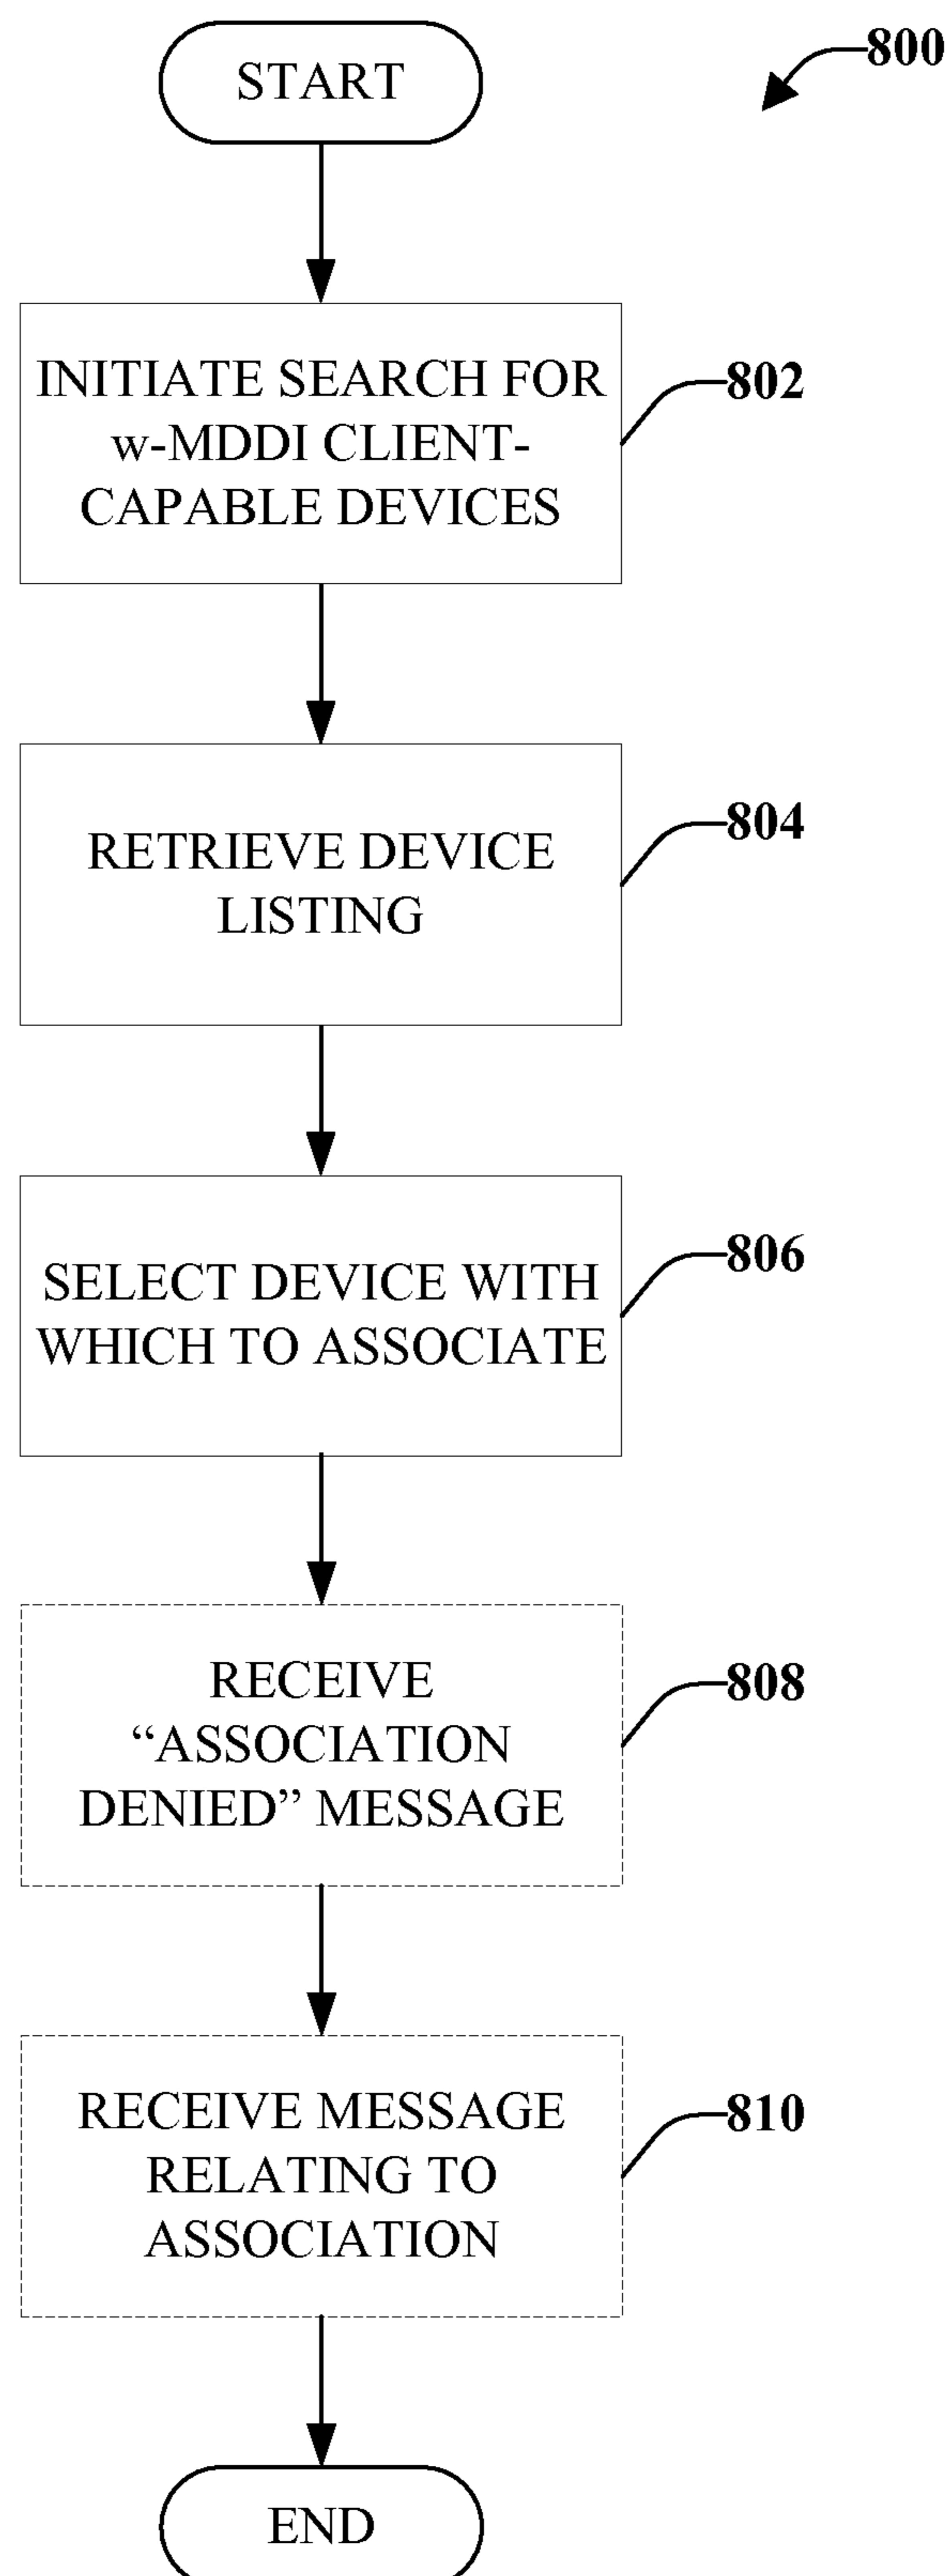 START
800
INITIATE SEARCH FOR
w-MDDI CLIENT-
CAPABLE DEVICES
802
RETRIEVE DEVICE
LISTING
804
SELECT DEVICE WITH
WHICH TO ASSOCIATE
806
RECEIVE
“ASSOCIATION
DENIED” MESSAGE
808
RECEIVE MESSAGE
RELATING TO
ASSOCIATION
810
END